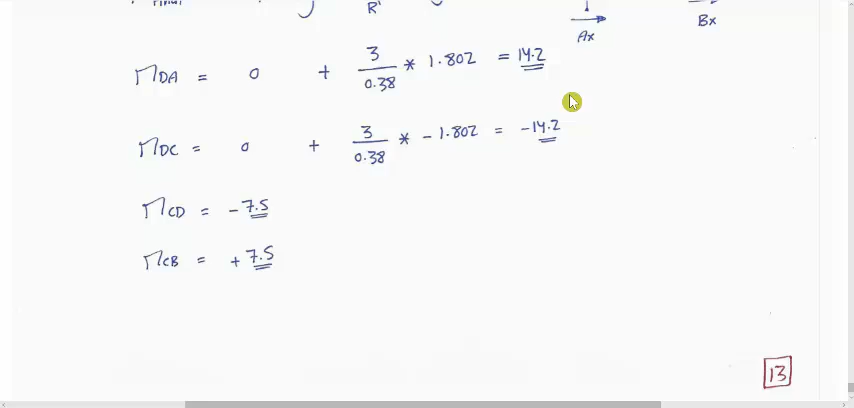 Final R'
Ax Bx
MDA = 0 + 3/0.38 * 1.802 = 14.2
MDC = 0 + 3/0.38 * - 1.802 = -14.2
MCD = - 7.5
MCB = + 7.5
13